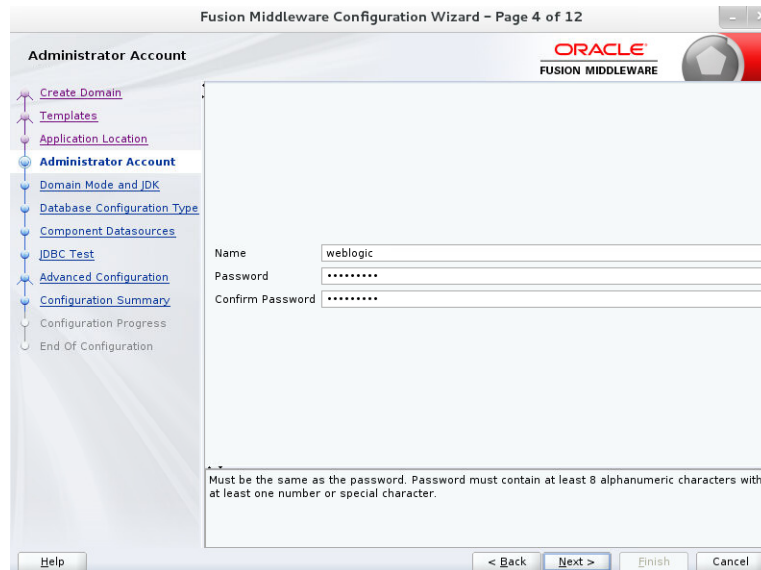 Fusion Middleware Configuration Wizard – Page 4 of 12
Administrator Account
ORACLE
FUSION MIDDLEWARE
Create Domain
Templates
Application Location
Administrator Account
Domain Mode and JDK
Database Configuration Type
Component Datasources
JDBC Test
Advanced Configuration
Configuration Summary
Configuration Progress
End Of Configuration
Name weblogic
Password •••••••••
Confirm Password •••••••••
Must be the same as the password. Password must contain at least 8 alphanumeric characters with
at least one number or special character.
Help < Back Next > Finish Cancel